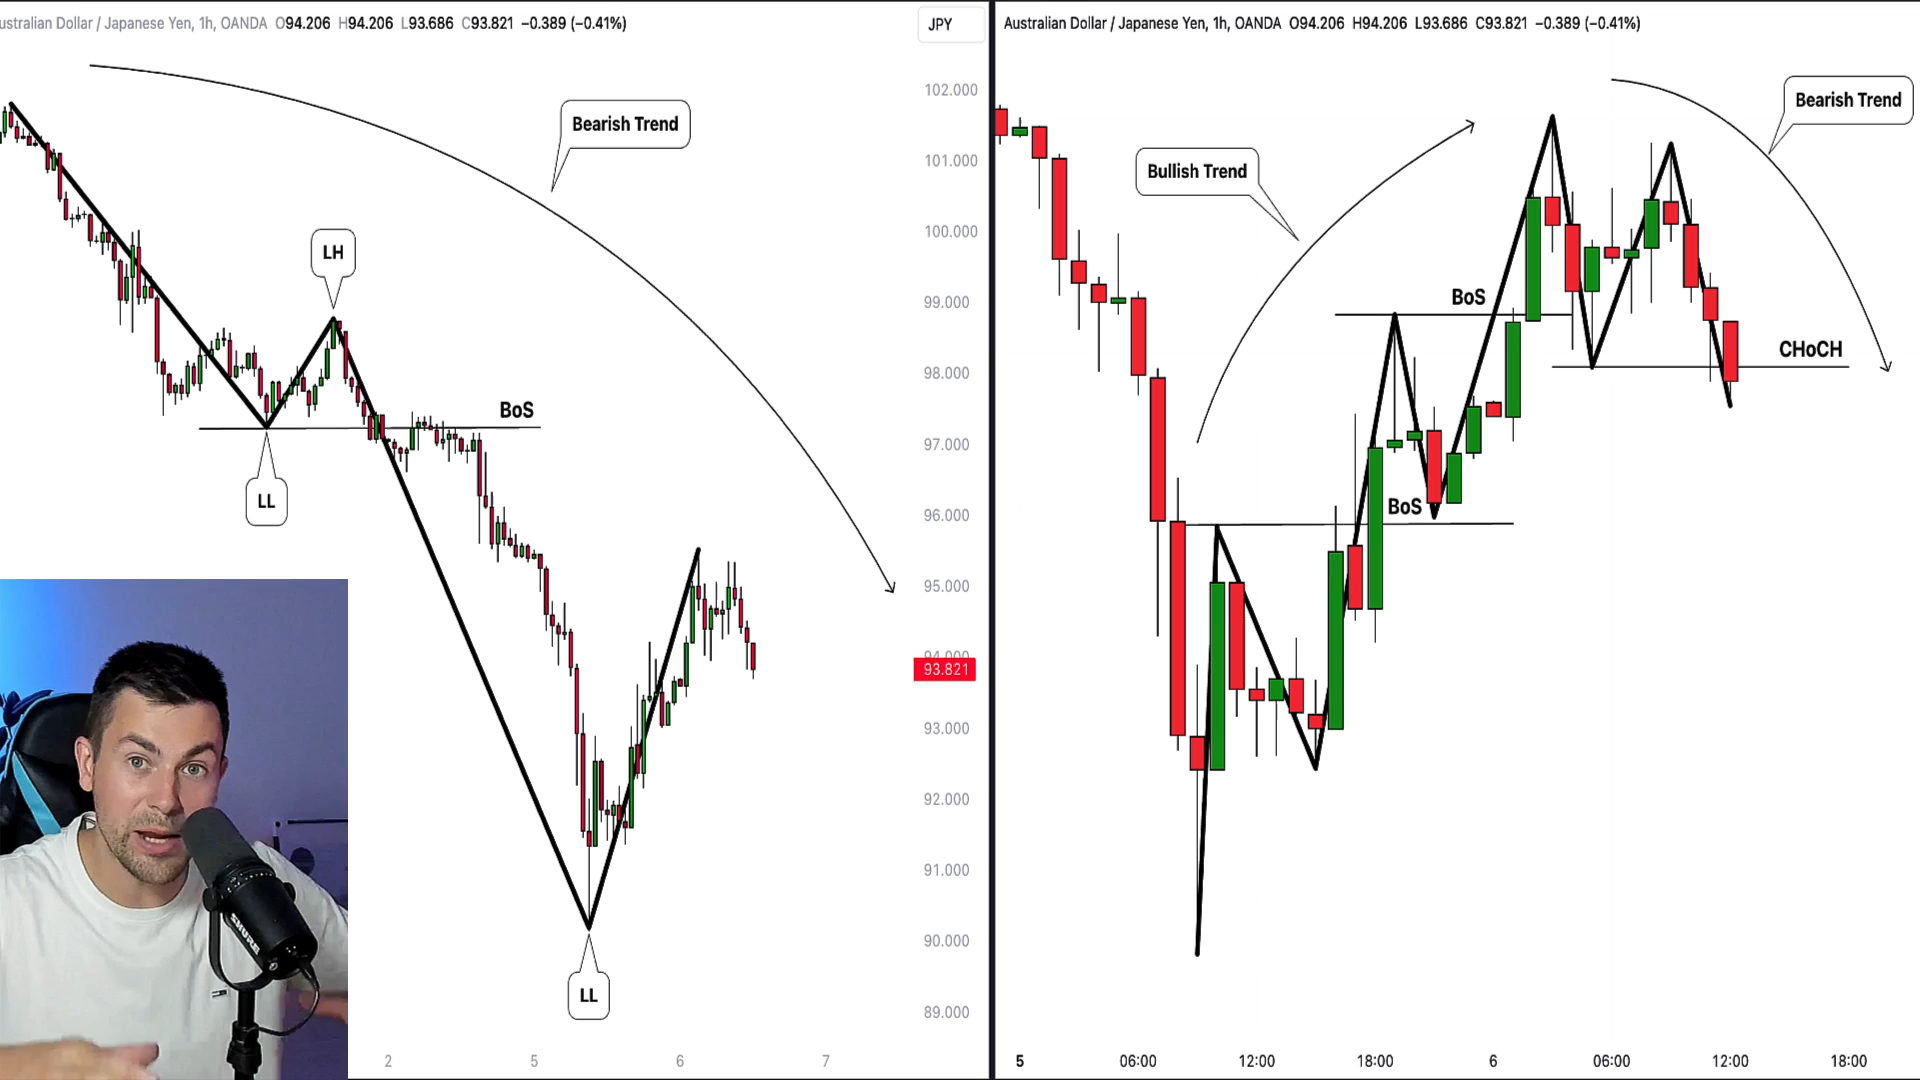 ustralian Dollar / Japanese Yen, 1h, OANDA O94.206 H94.206 L93.686 C93.821 −0.389 (−0.41%)
JPY
102.000
101.000
100.000
99.000
98.000
97.000
96.000
95.000
94.000
93.821
93.000
92.000
91.000
90.000
89.000
Bearish Trend
LH
BoS
LL
LL
2 5 6 7
SHURE
Australian Dollar / Japanese Yen, 1h, OANDA O94.206 H94.206 L93.686 C93.821 −0.389 (−0.41%)
Bearish Trend
Bullish Trend
BoS
CHoCH
BoS
5 06:00 12:00 18:00 6 06:00 12:00 18:00